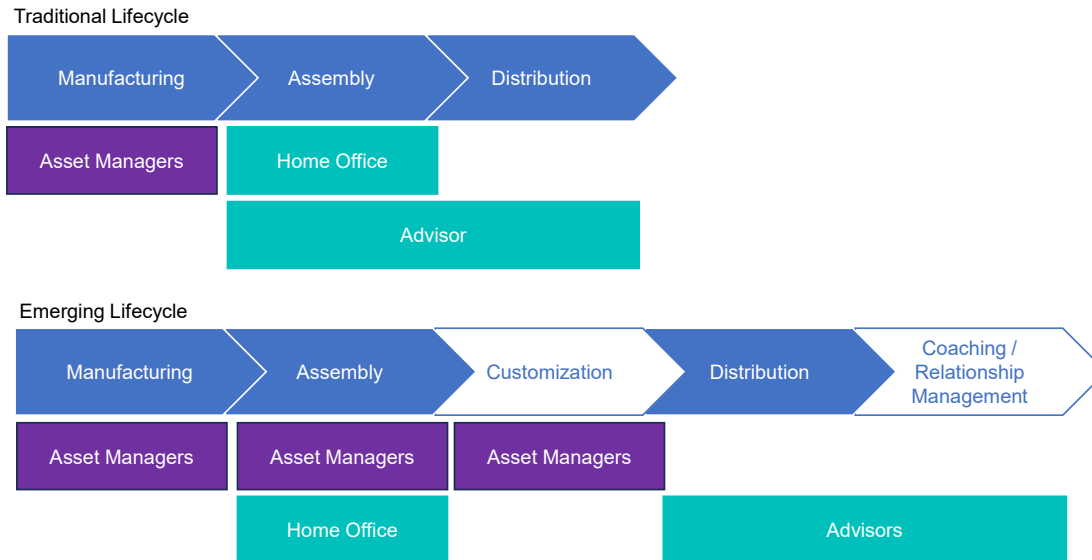 Traditional Lifecycle
Manufacturing
Assembly
Distribution
Asset Managers
Home Office
Advisor
Emerging Lifecycle
Manufacturing
Assembly
Customization
Distribution
Coaching /
Relationship
Management
Asset Managers
Asset Managers
Asset Managers
Home Office
Advisors